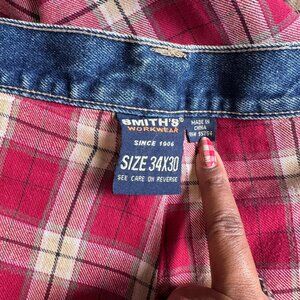 SMITH'S®
WORKWEAR
SINCE 1906
SIZE 34X30
SEE CARE ON REVERSE
MADE IN
CHINA